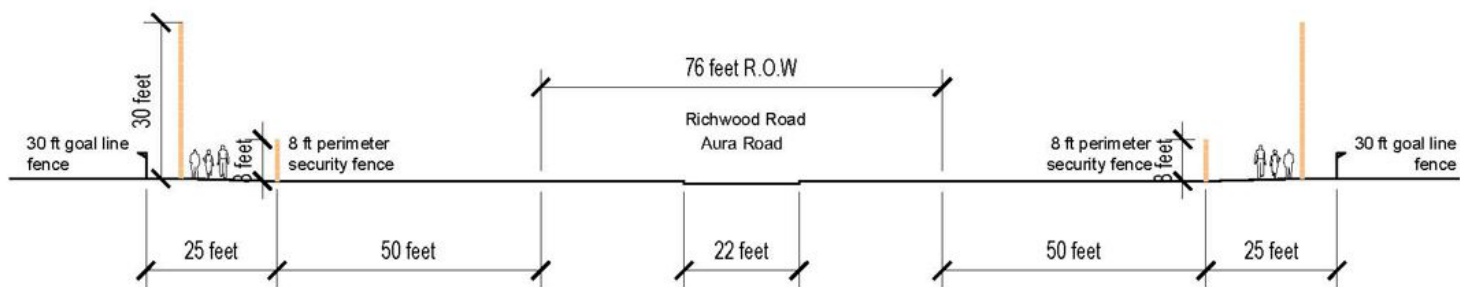 76 feet R.O.W
30 feet
Richwood Road
Aura Road
30 ft goal line
fence
8 feet
8 ft perimeter
security fence
8 ft perimeter
security fence
8 feet
30 ft goal line
fence
25 feet
50 feet
22 feet
50 feet
25 feet